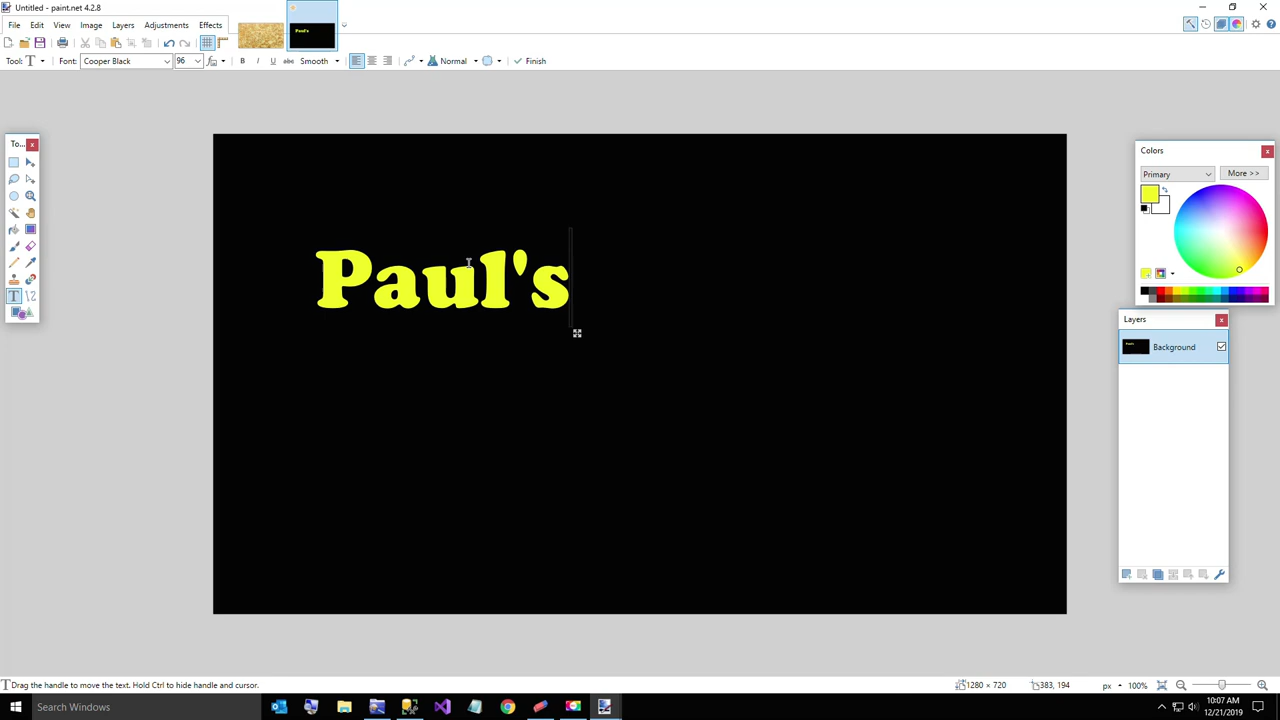 Untitled - paint.net 4.2.8
File Edit View Image Layers Adjustments Effects
Tool: T Font: Cooper Black 96 B I U abc Smooth Normal Finish
To...
Paul's
Colors
Primary More >>
Layers
Background
Drag the handle to move the text. Hold Ctrl to hide handle and cursor. 1280 × 720 383, 194 px 100%
Search Windows
10:07 AM
12/21/2019